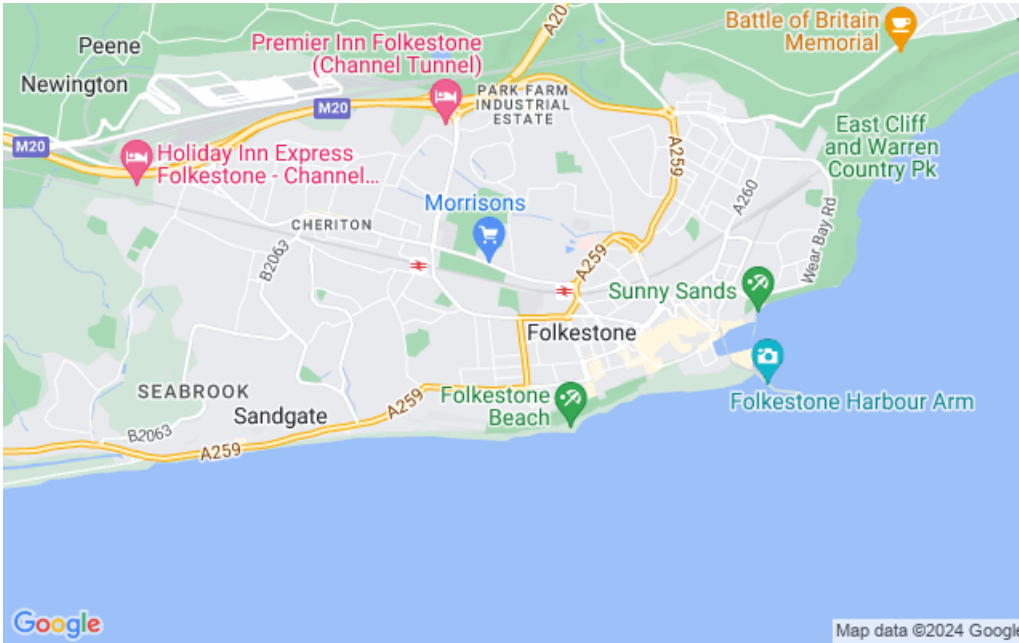 Battle of Britain
Memorial
A20
Peene
Premier Inn Folkestone
(Channel Tunnel)
Newington
PARK FARM
INDUSTRIAL
ESTATE
M20
M20
East Cliff
and Warren
Country Pk
Holiday Inn Express
Folkestone - Channel...
A259
A260
Morrisons
CHERITON
Wear Bay Rd
B2063
A259
Sunny Sands
Folkestone
SEABROOK
Sandgate
A259
Folkestone
Beach
Folkestone Harbour Arm
B2063
A259
Google
Map data ©2024 Google